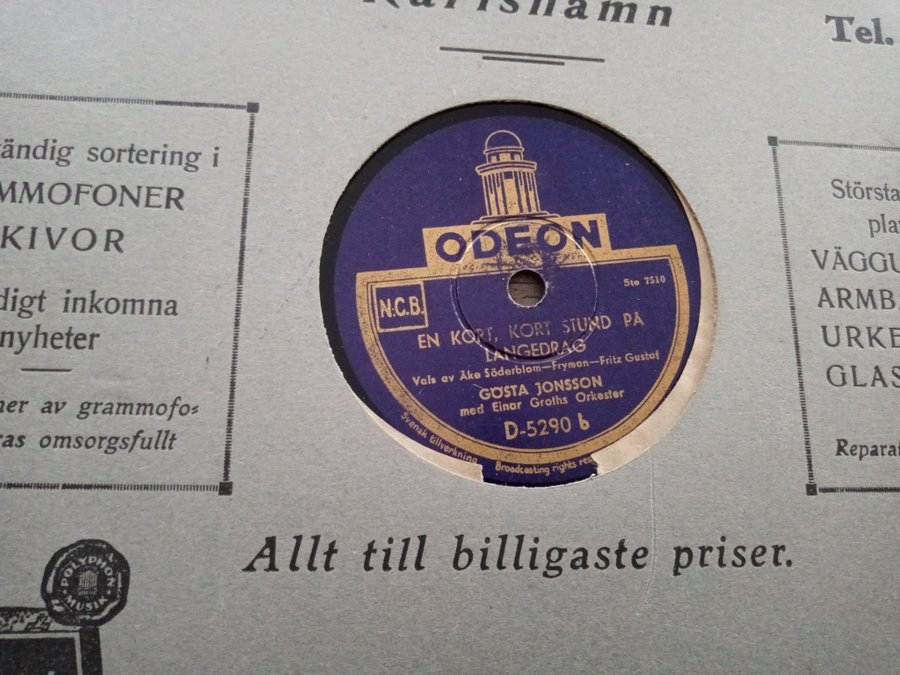 Karlshamn
Tel.
ändig sortering i
MMOFONER
KIVOR
digt inkomna
nyheter
ner av grammofo=
ras omsorgsfullt
ODEON
Sto 7510
N.C.B.
EN KORT, KORT STUND PÅ
LÅNGEDRAG
Vals av Åke Söderblom—Fryman—Fritz Gustaf
GÖSTA JONSSON
med Einar Groths Orkester
D-5290 b
Svensk tillverkning
Broadcasting rights res
Största
pla
VÄGGU
ARMB
URKE
GLAS
Reparat
Allt till billigaste priser.
POLYPHON
MUSIK